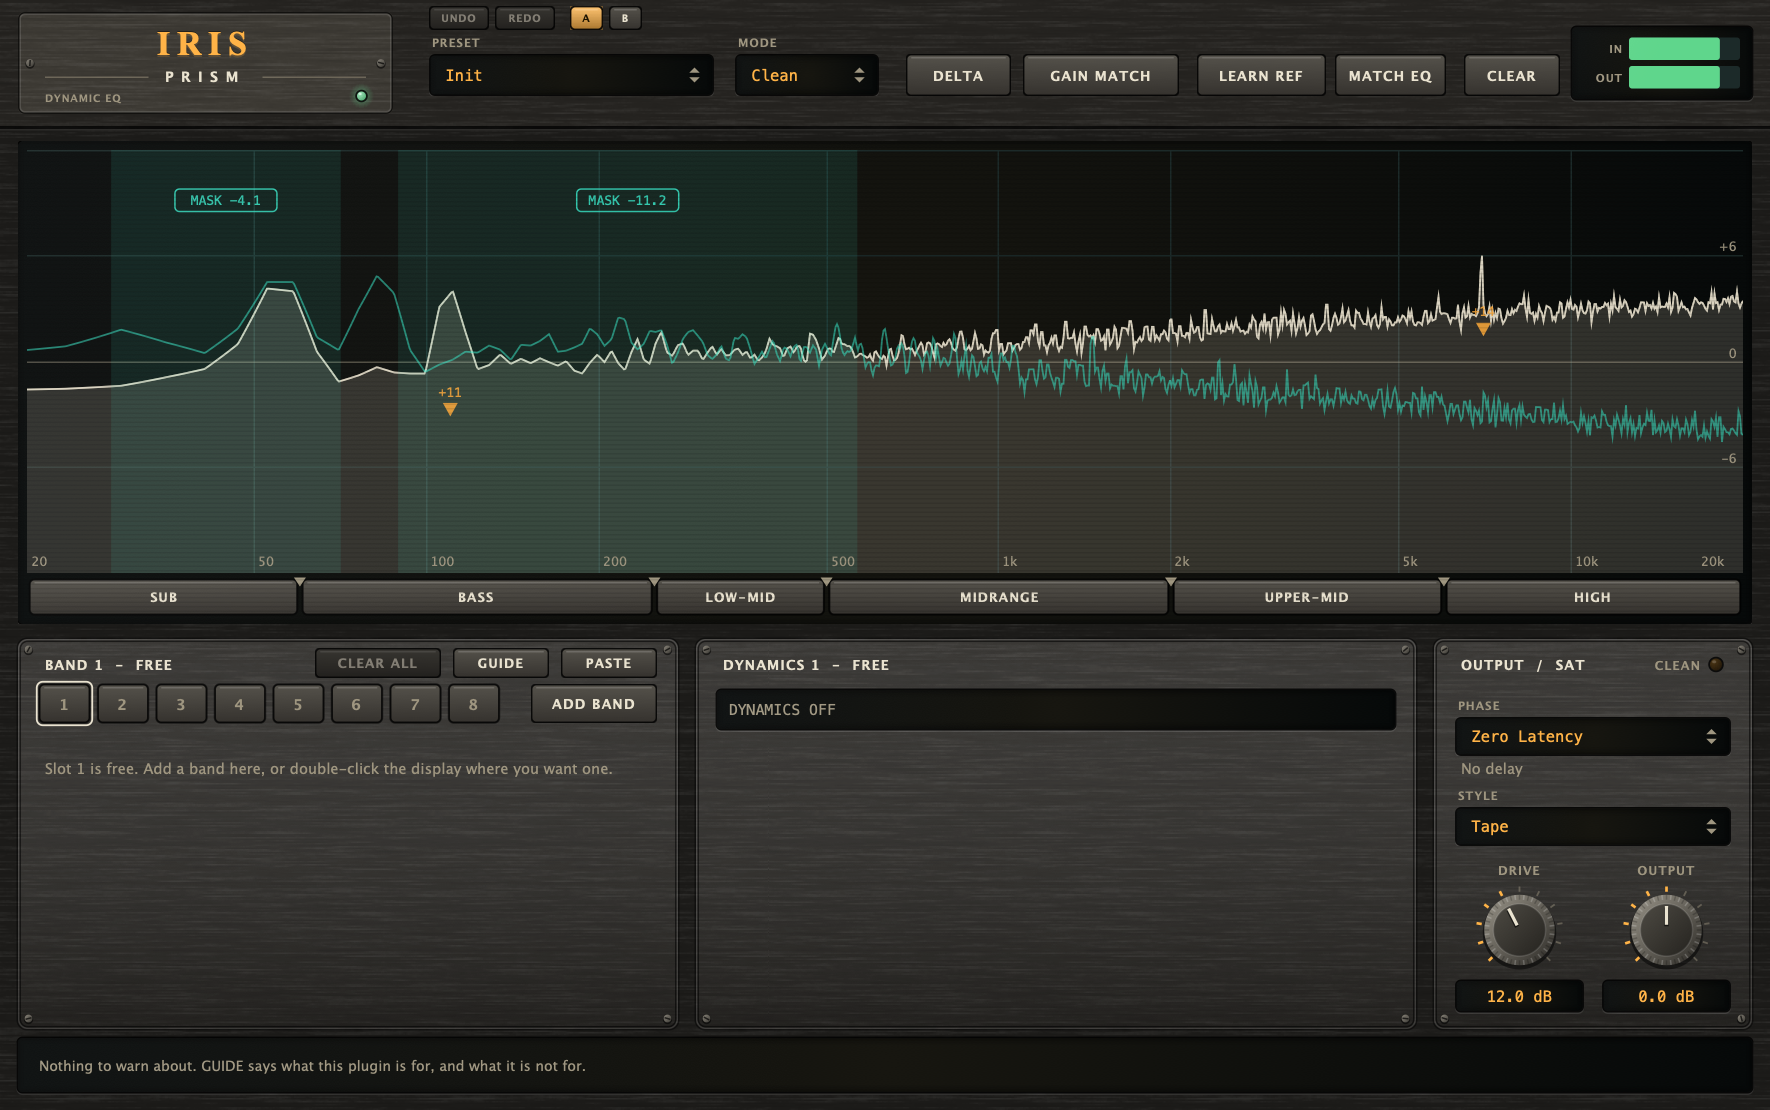 IRIS
PRISM
DYNAMIC EQ
UNDO REDO A B
PRESET
Init
MODE
Clean
DELTA GAIN MATCH LEARN REF MATCH EQ CLEAR
IN
OUT
MASK -4.1
MASK -11.2
+6
0
-6
+11
20 50 100 200 500 1k 2k 5k 10k 20k
SUB BASS LOW-MID MIDRANGE UPPER-MID HIGH
BAND 1 - FREE
CLEAR ALL GUIDE PASTE
1 2 3 4 5 6 7 8 ADD BAND
Slot 1 is free. Add a band here, or double-click the display where you want one.
DYNAMICS 1 - FREE
DYNAMICS OFF
OUTPUT / SAT CLEAN
PHASE
Zero Latency
No delay
STYLE
Tape
DRIVE OUTPUT
12.0 dB 0.0 dB
Nothing to warn about. GUIDE says what this plugin is for, and what it is not for.